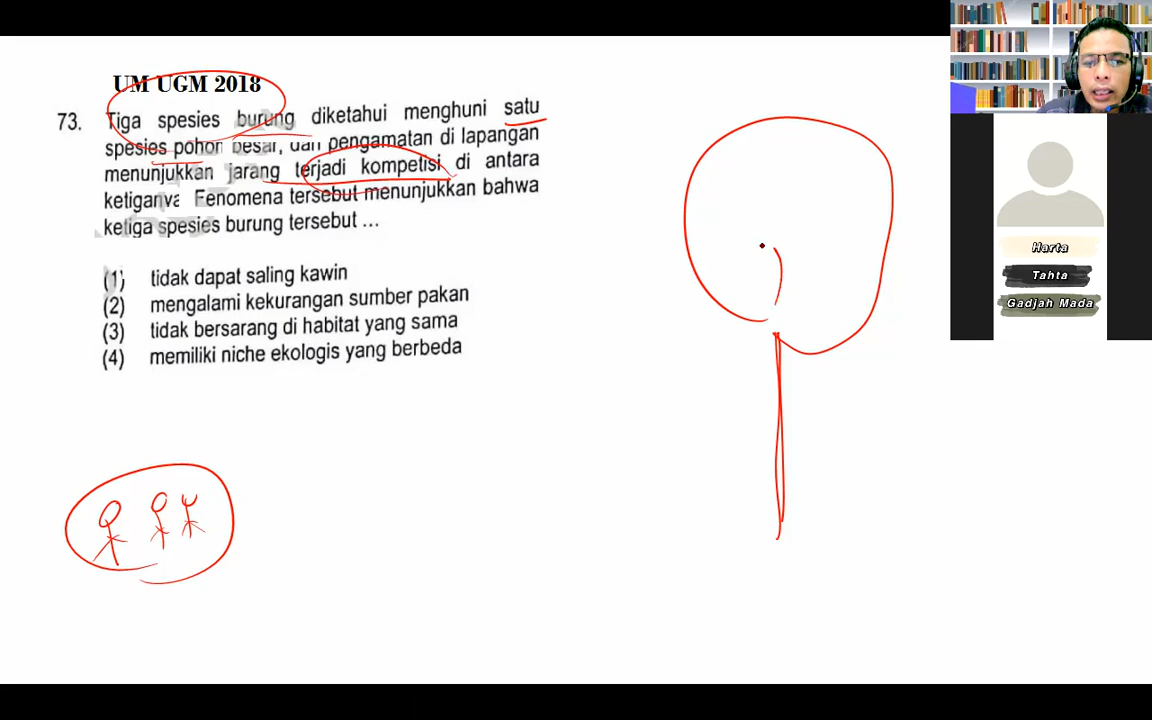 UM UGM 2018
73. Tiga spesies burung diketahui menghuni satu
spesies pohon besar, dan pengamatan di lapangan
menunjukkan jarang terjadi kompetisi di antara
ketiganya Fenomena tersebut menunjukkan bahwa
ketiga spesies burung tersebut ...
(1) tidak dapat saling kawin
(2) mengalami kekurangan sumber pakan
(3) tidak bersarang di habitat yang sama
(4) memiliki niche ekologis yang berbeda
Harta
Tahta
Gadjah Mada